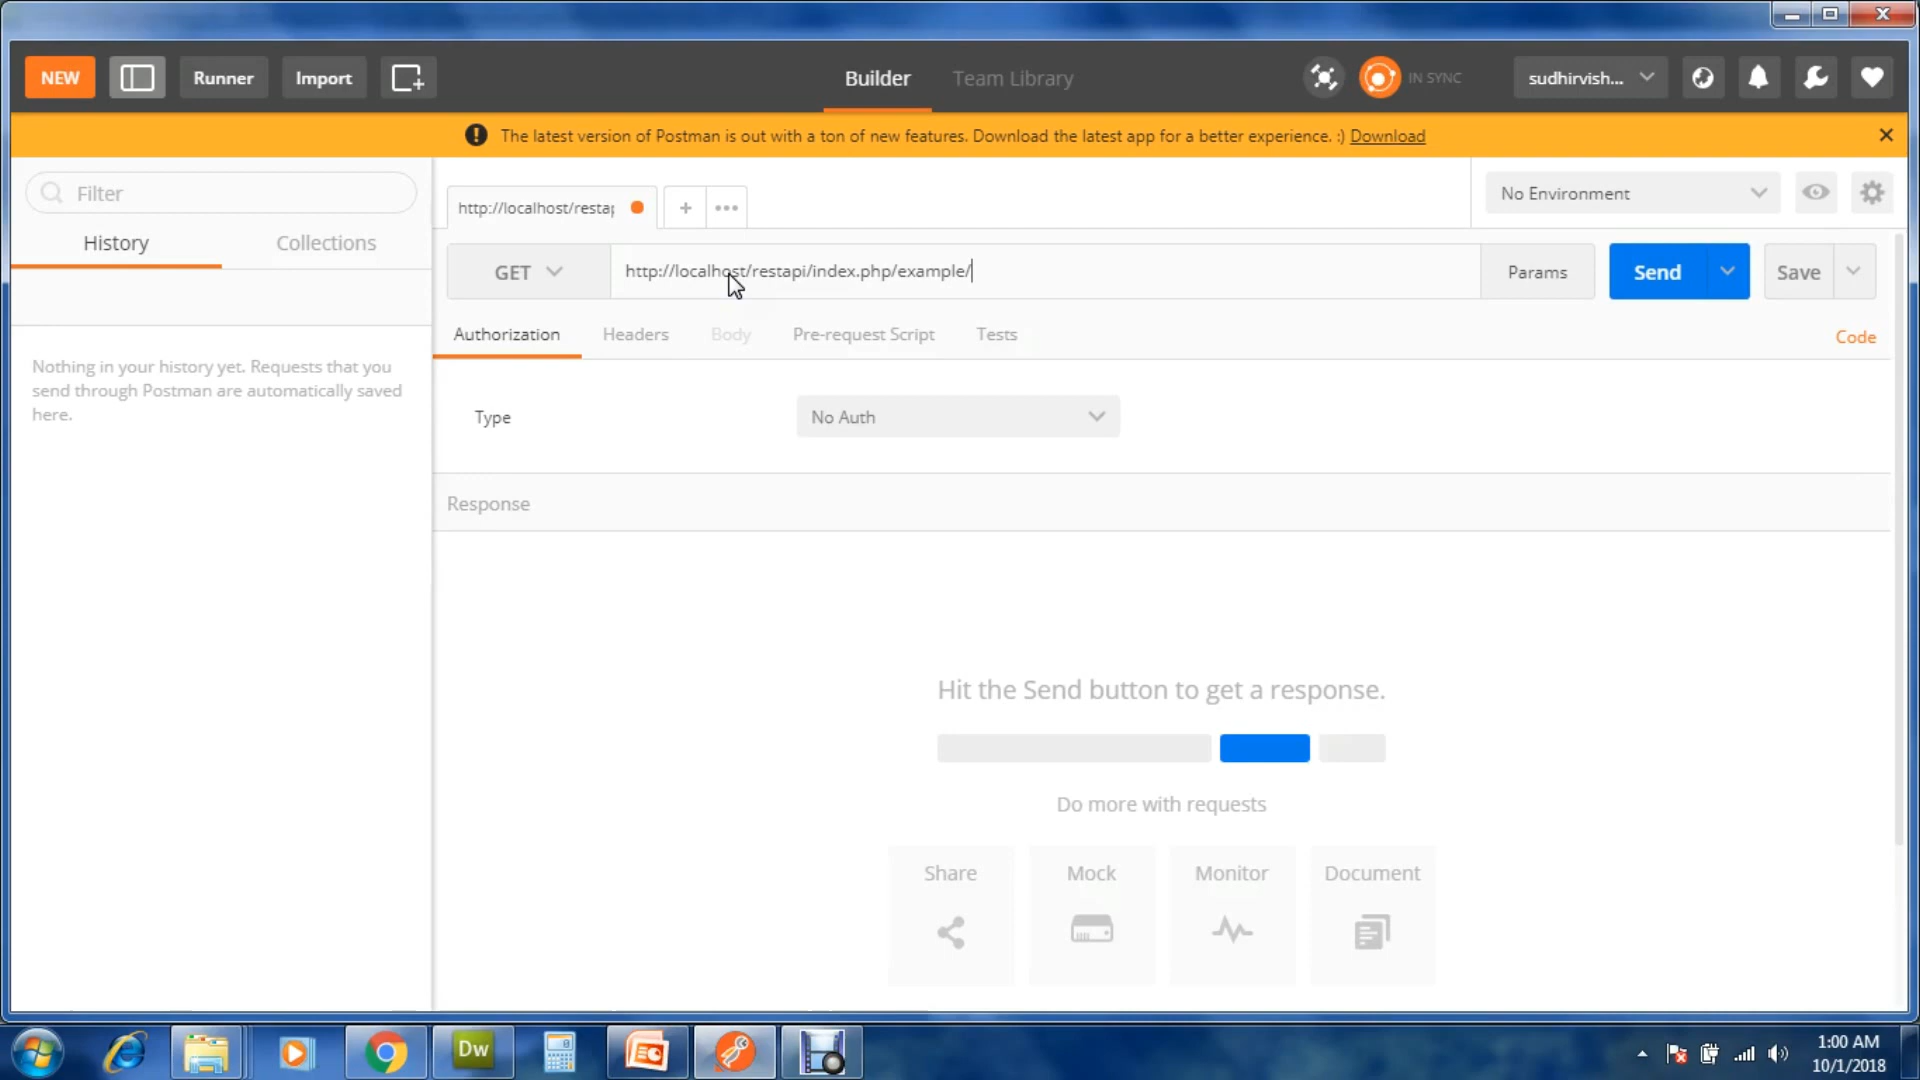 NEW
Runner
Import
Builder
Team Library
IN SYNC
sudhirvish...
The latest version of Postman is out with a ton of new features. Download the latest app for a better experience. :) Download
Filter
History
Collections
Nothing in your history yet. Requests that you
send through Postman are automatically saved
here.
http://localhost/restap
No Environment
GET
http://localhost/restapi/index.php/example/
Params
Send
Save
Authorization
Headers
Body
Pre-request Script
Tests
Code
Type
No Auth
Response
Hit the Send button to get a response.
Do more with requests
Share
Mock
Monitor
Document
Dw
1:00 AM
10/1/2018